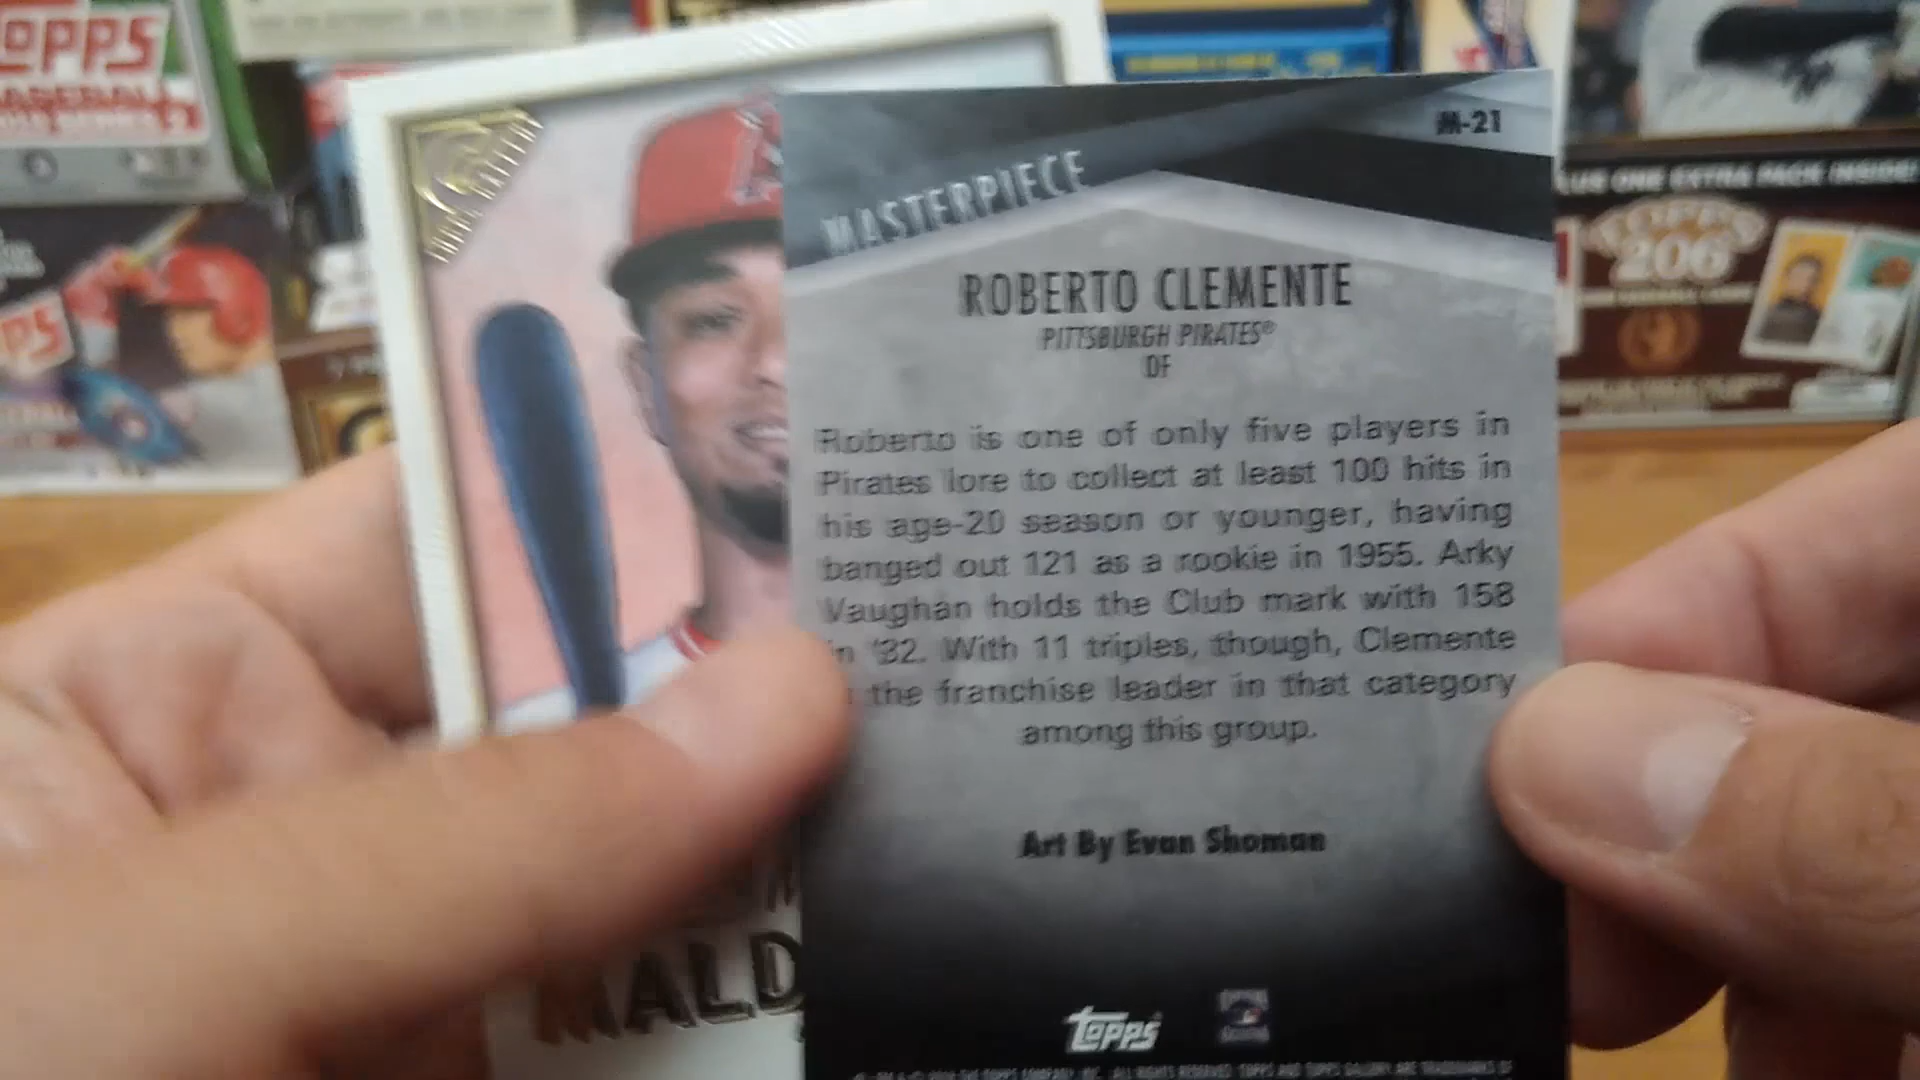 TOPPS
BASEBALL
M-21
MASTERPIECE
ROBERTO CLEMENTE
PITTSBURGH PIRATES®
OF
Roberto is one of only five players in
Pirates lore to collect at least 100 hits in
his age-20 season or younger, having
banged out 121 as a rookie in 1955. Arky
Vaughan holds the Club mark with 158
in '32. With 11 triples, though, Clemente
the franchise leader in that category
among this group.
Art By Evan Shoman
TOPPS
MALD
PLUS ONE EXTRA PACK INSIDE!
TOPPS
206